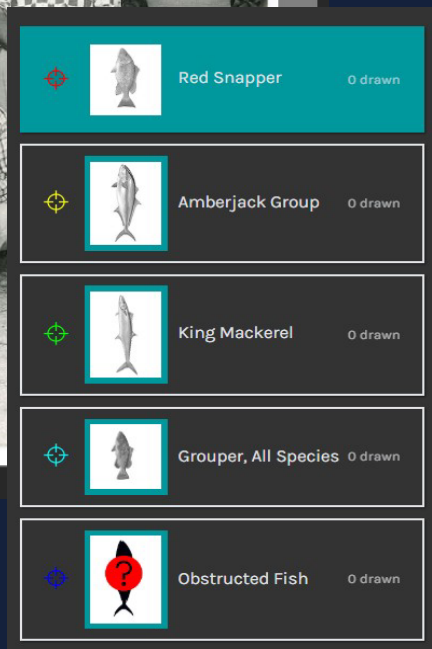 Red Snapper 0 drawn
Amberjack Group 0 drawn
King Mackerel 0 drawn
Grouper, All Species 0 drawn
?
Obstructed Fish 0 drawn